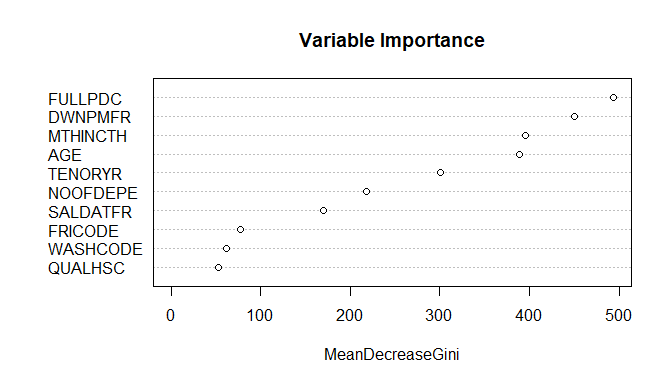 Variable Importance
FULLPDC
DWNPMFR
MTHINCTH
AGE
TENORYR
NOOFDEPE
SALDATFR
FRICODE
WASHCODE
QUALHSC
0 100 200 300 400 500
MeanDecreaseGini